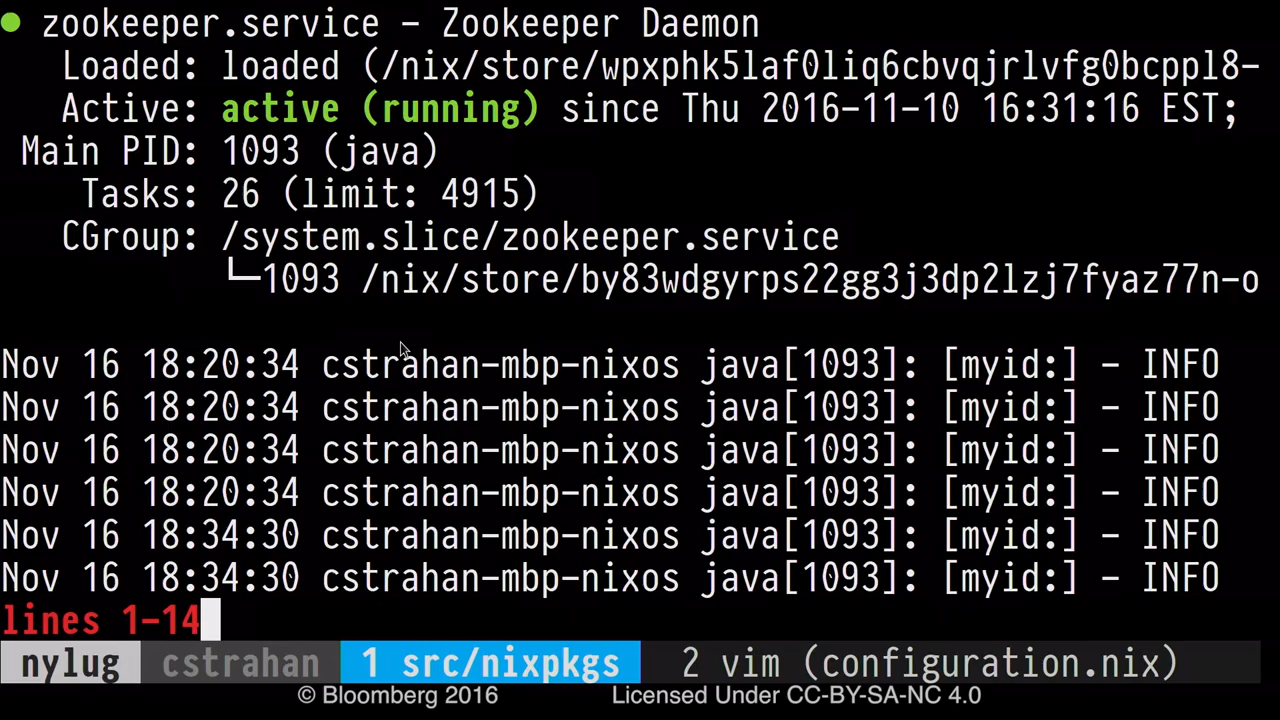 ● zookeeper.service - Zookeeper Daemon
Loaded: loaded (/nix/store/wpxphk5laf0liq6cbvqjrlvfg0bcppl8-
Active: active (running) since Thu 2016-11-10 16:31:16 EST;
Main PID: 1093 (java)
Tasks: 26 (limit: 4915)
CGroup: /system.slice/zookeeper.service
└─1093 /nix/store/by83wdgyrps22gg3j3dp2lzj7fyaz77n-o
Nov 16 18:20:34 cstrahan-mbp-nixos java[1093]: [myid:] - INFO
Nov 16 18:20:34 cstrahan-mbp-nixos java[1093]: [myid:] - INFO
Nov 16 18:20:34 cstrahan-mbp-nixos java[1093]: [myid:] - INFO
Nov 16 18:20:34 cstrahan-mbp-nixos java[1093]: [myid:] - INFO
Nov 16 18:34:30 cstrahan-mbp-nixos java[1093]: [myid:] - INFO
Nov 16 18:34:30 cstrahan-mbp-nixos java[1093]: [myid:] - INFO
lines 1-14
nylug cstrahan 1 src/nixpkgs 2 vim (configuration.nix)
© Bloomberg 2016 Licensed Under CC-BY-SA-NC 4.0